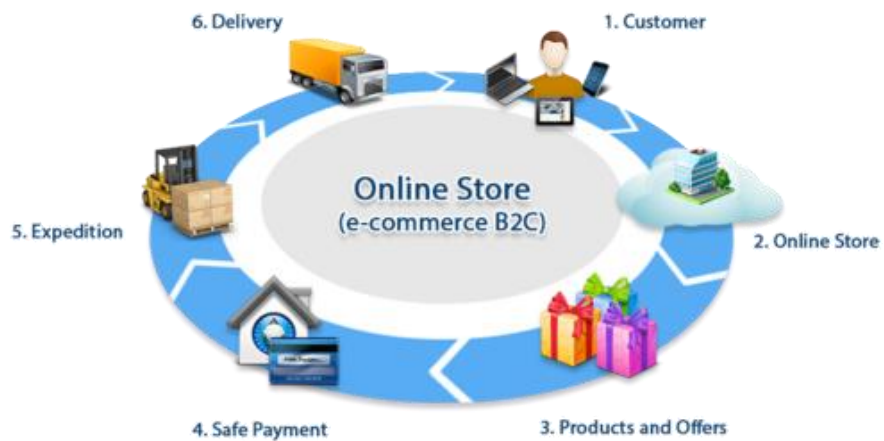 6. Delivery
1. Customer
Online Store
(e-commerce B2C)
5. Expedition
2. Online Store
4. Safe Payment
3. Products and Offers